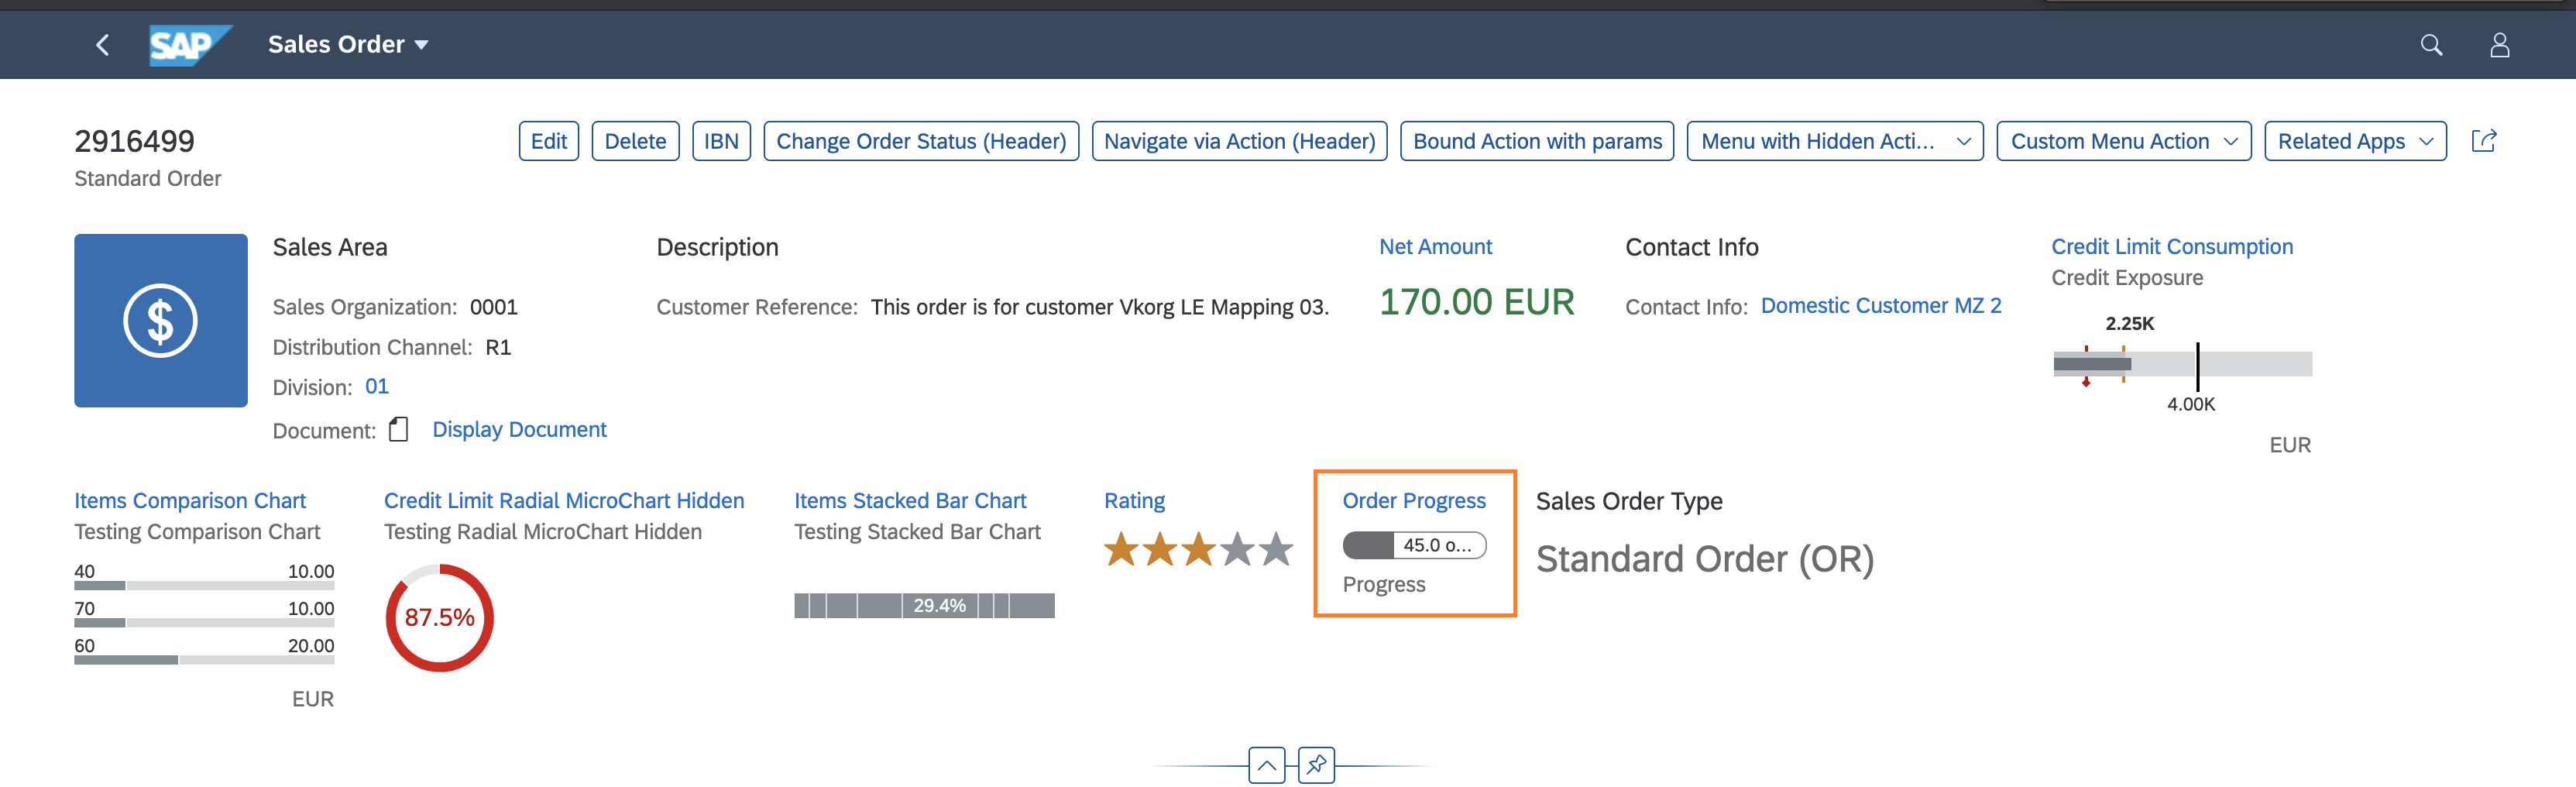 SAP Sales Order
2916499
Standard Order
Edit Delete IBN Change Order Status (Header) Navigate via Action (Header) Bound Action with params Menu with Hidden Acti... Custom Menu Action Related Apps
Sales Area
Sales Organization: 0001
Distribution Channel: R1
Division: 01
Document: Display Document
Description
Customer Reference: This order is for customer Vkorg LE Mapping 03.
Net Amount
170.00 EUR
Contact Info
Contact Info: Domestic Customer MZ 2
Credit Limit Consumption
Credit Exposure
2.25K
4.00K
EUR
Items Comparison Chart
Testing Comparison Chart
40 10.00
70 10.00
60 20.00
EUR
Credit Limit Radial MicroChart Hidden
Testing Radial MicroChart Hidden
87.5%
Items Stacked Bar Chart
Testing Stacked Bar Chart
29.4%
Rating
Order Progress
45.0 o...
Progress
Sales Order Type
Standard Order (OR)